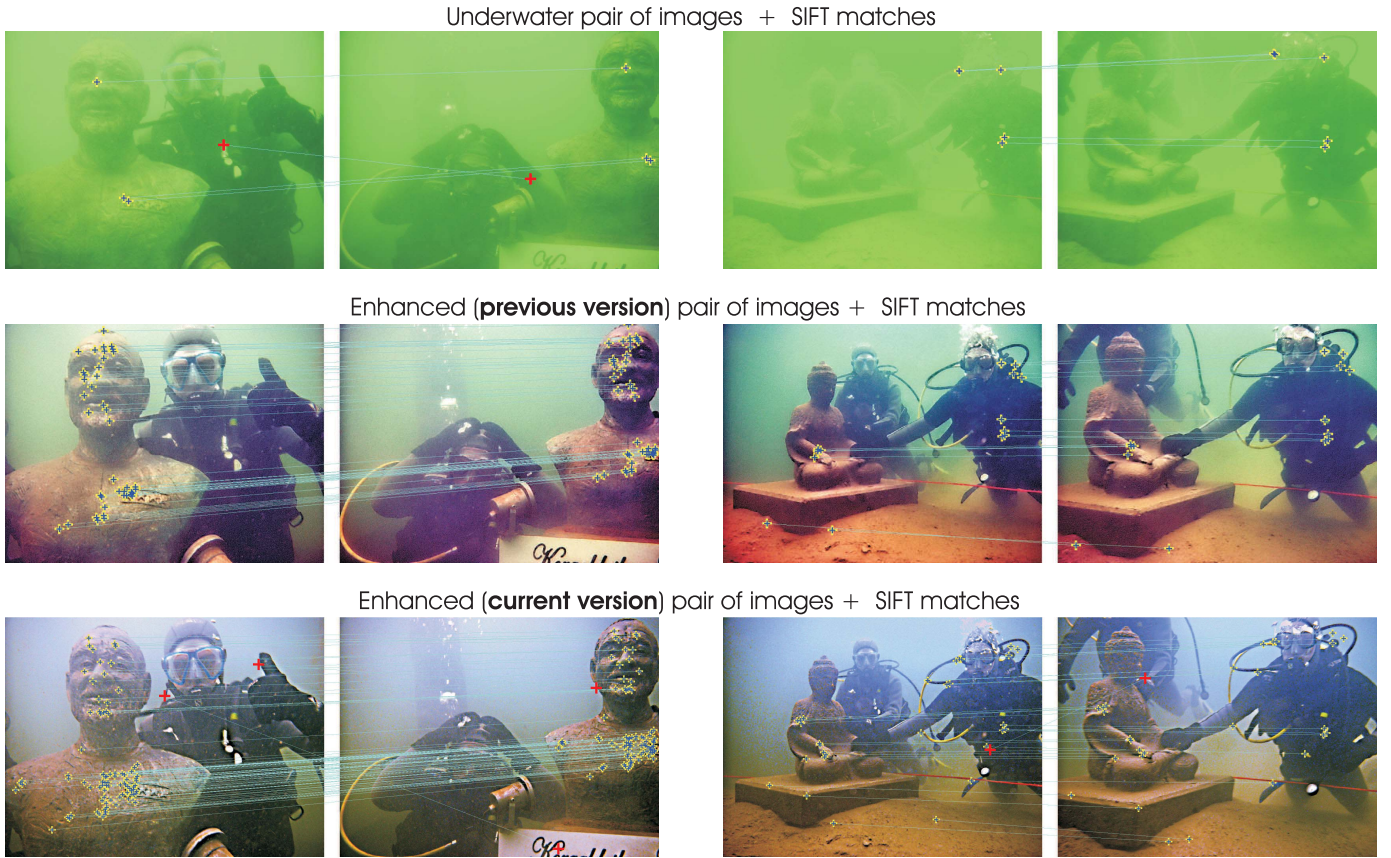 Underwater pair of images + SIFT matches
Enhanced (previous version) pair of images + SIFT matches
Enhanced (current version) pair of images + SIFT matches